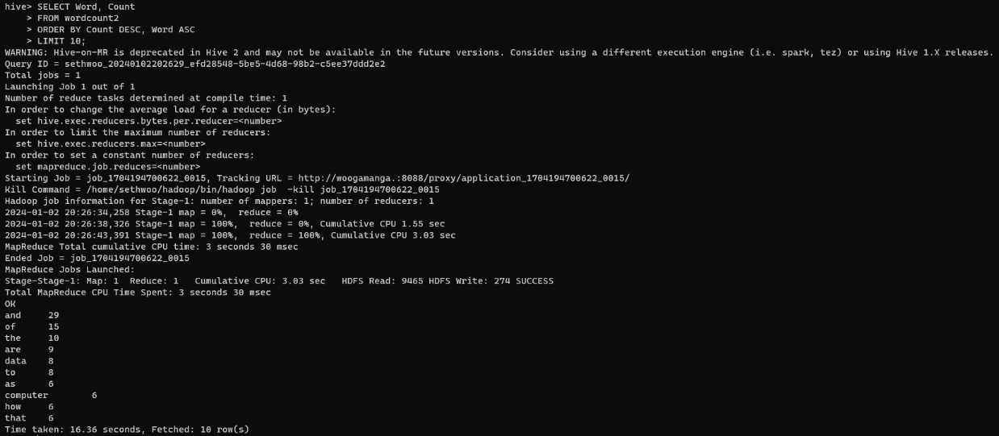 hive> SELECT Word, Count
    > FROM wordcount2
    > ORDER BY Count DESC, Word ASC
    > LIMIT 10;
WARNING: Hive-on-MR is deprecated in Hive 2 and may not be available in the future versions. Consider using a different execution engine (i.e. spark, tez) or using Hive 1.X releases.
Query ID = sethwoo_20240102202629_efd28548-5be5-4d68-98b2-c5ee37ddd2e2
Total jobs = 1
Launching Job 1 out of 1
Number of reduce tasks determined at compile time: 1
In order to change the average load for a reducer (in bytes):
  set hive.exec.reducers.bytes.per.reducer=<number>
In order to limit the maximum number of reducers:
  set hive.exec.reducers.max=<number>
In order to set a constant number of reducers:
  set mapreduce.job.reduces=<number>
Starting Job = job_1704194700622_0015, Tracking URL = http://woogamanga.:8088/proxy/application_1704194700622_0015/
Kill Command = /home/sethwoo/hadoop/bin/hadoop job  -kill job_1704194700622_0015
Hadoop job information for Stage-1: number of mappers: 1; number of reducers: 1
2024-01-02 20:26:34,258 Stage-1 map = 0%,  reduce = 0%
2024-01-02 20:26:38,326 Stage-1 map = 100%,  reduce = 0%, Cumulative CPU 1.55 sec
2024-01-02 20:26:43,391 Stage-1 map = 100%,  reduce = 100%, Cumulative CPU 3.03 sec
MapReduce Total cumulative CPU time: 3 seconds 30 msec
Ended Job = job_1704194700622_0015
MapReduce Jobs Launched:
Stage-Stage-1: Map: 1  Reduce: 1   Cumulative CPU: 3.03 sec   HDFS Read: 9465 HDFS Write: 274 SUCCESS
Total MapReduce CPU Time Spent: 3 seconds 30 msec
OK
and     29
of      15
the     10
are     9
data    8
to      8
as      6
computer        6
how     6
that    6
Time taken: 16.36 seconds, Fetched: 10 row(s)